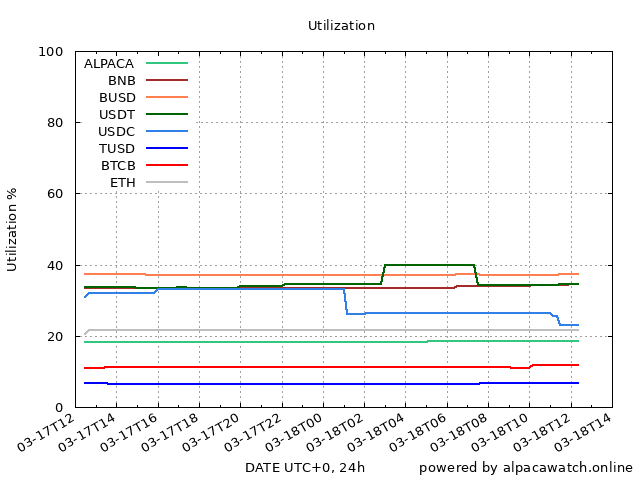 Utilization
100
80
60
40
20
0
Utilization %
ALPACA
BNB
BUSD
USDT
USDC
TUSD
BTCB
ETH
03-17T12
03-17T14
03-17T16
03-17T18
03-17T20
03-17T22
03-18T00
03-18T02
03-18T04
03-18T06
03-18T08
03-18T10
03-18T12
03-18T14
DATE UTC+0, 24h
powered by alpacawatch.online